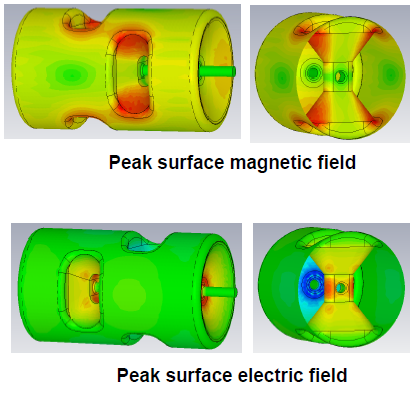 Peak surface magnetic field
Peak surface electric field